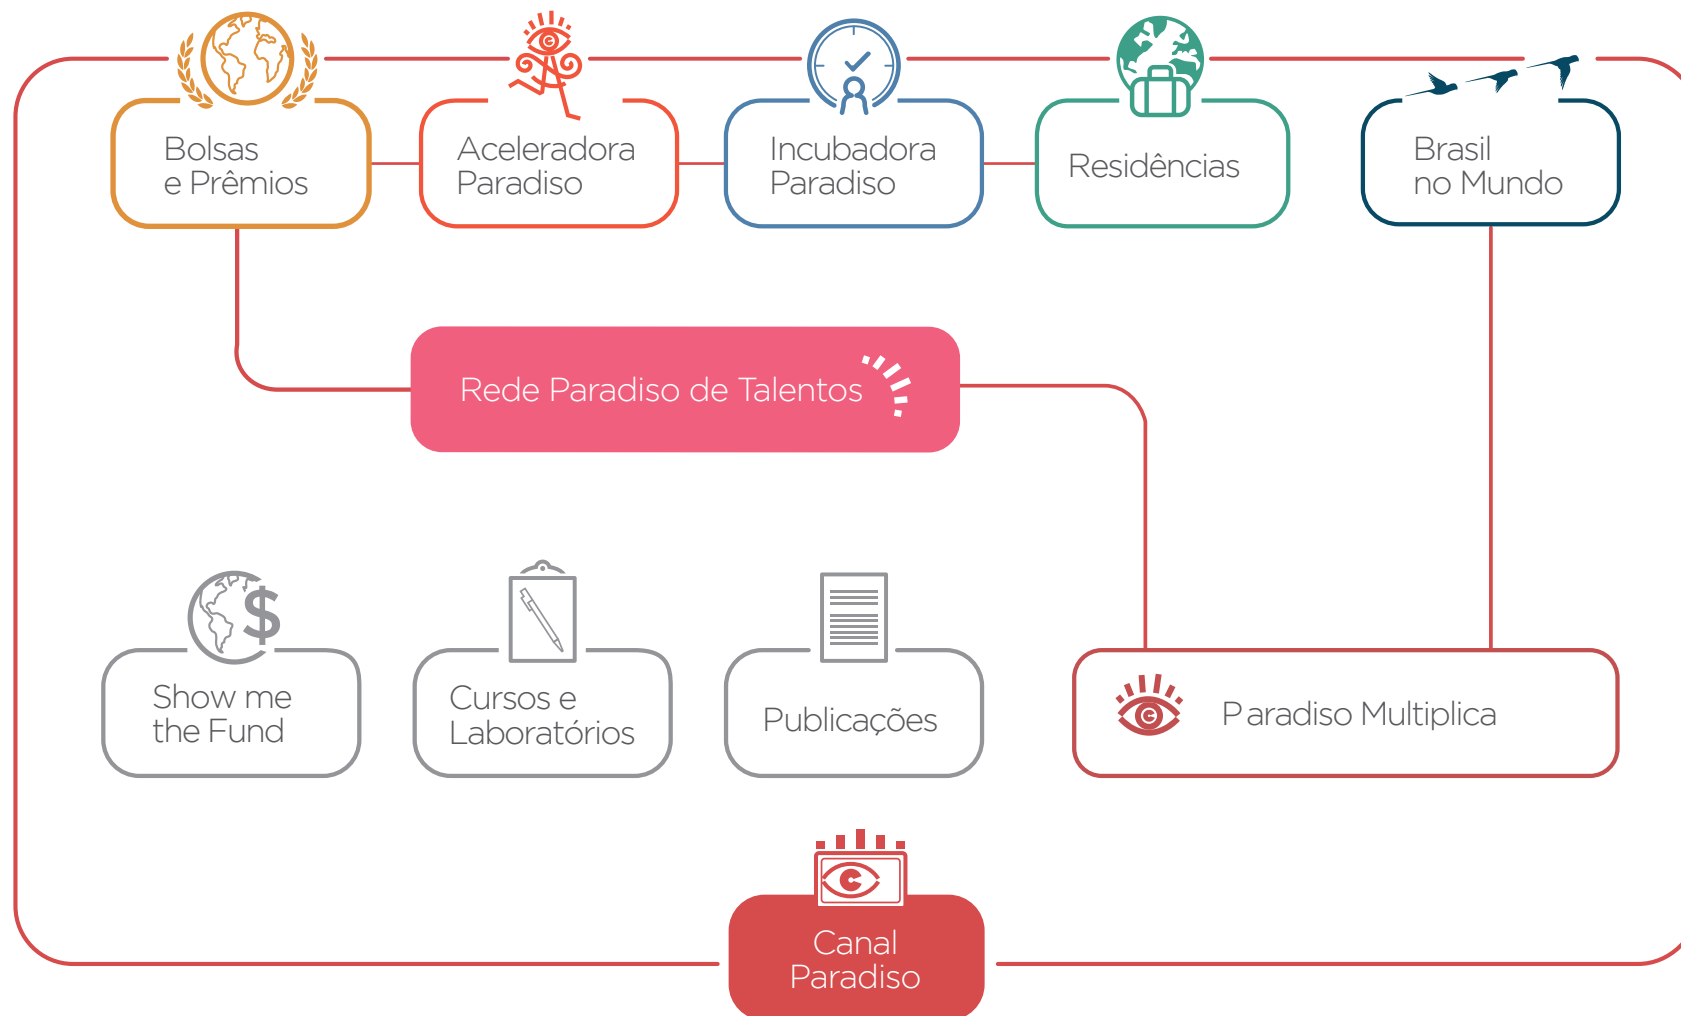 Bolsas
e Prêmios
Aceleradora
Paradiso
Incubadora
Paradiso
Residências
Brasil
no Mundo
Rede Paradiso de Talentos
$
Show me
the Fund
Cursos e
Laboratórios
Publicações
Paradiso Multiplica
Canal
Paradiso